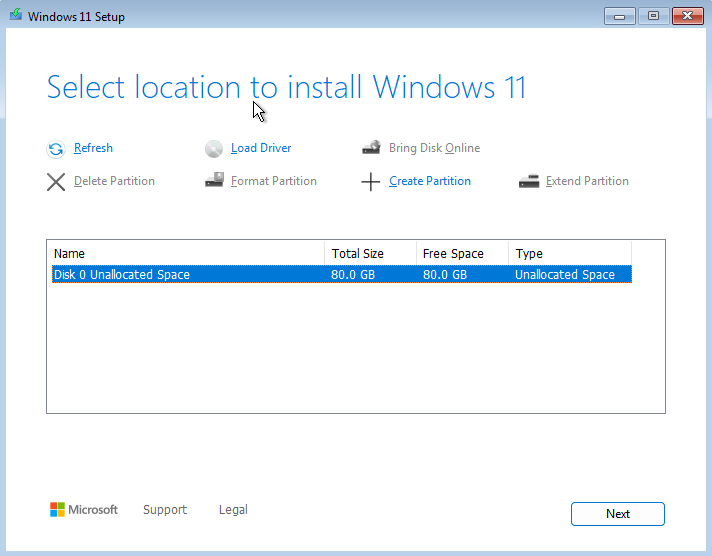 Windows 11 Setup
Select location to install Windows 11
Refresh Load Driver Bring Disk Online
Delete Partition Format Partition Create Partition Extend Partition
Name Total Size Free Space Type
Disk 0 Unallocated Space 80.0 GB 80.0 GB Unallocated Space
Microsoft Support Legal Next